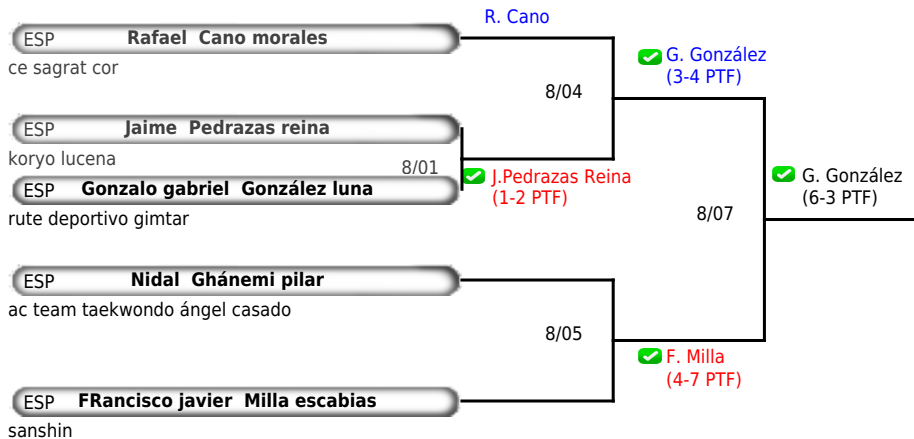 R. Cano
ESP Rafael Cano morales
ce sagrat cor
G. González
(3-4 PTF)
8/04
ESP Jaime Pedrazas reina
koryo lucena
8/01
J.Pedrazas Reina
(1-2 PTF)
G. González
(6-3 PTF)
ESP Gonzalo gabriel González luna
rute deportivo gimtar
8/07
ESP Nidal Ghánemi pilar
ac team taekwondo ángel casado
8/05
F. Milla
(4-7 PTF)
ESP FRancisco javier Milla escabias
sanshin